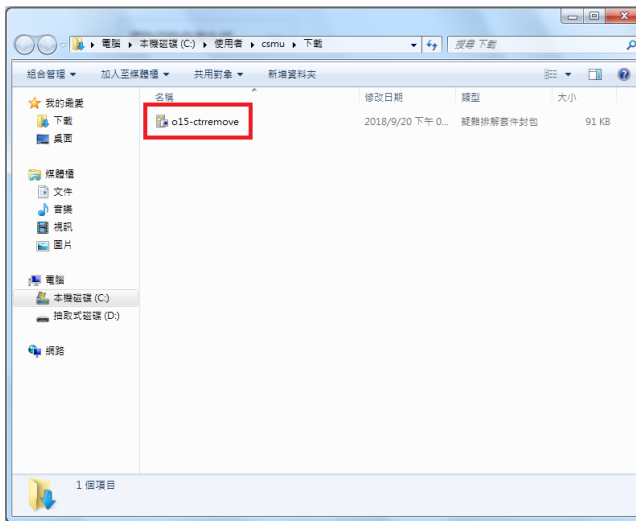 電腦 ▸ 本機磁碟 (C:) ▸ 使用者 ▸ csmu ▸ 下載
搜尋 下載
組合管理 加入至媒體櫃 共用對象 新增資料夾
我的最愛
下載
桌面
媒體櫃
文件
音樂
視訊
圖片
電腦
本機磁碟 (C:)
抽取式磁碟 (D:)
網路
名稱 修改日期 類型 大小
o15-ctrremove 2018/9/20 下午 0... 疑難排解套件封包 91 KB
1 個項目